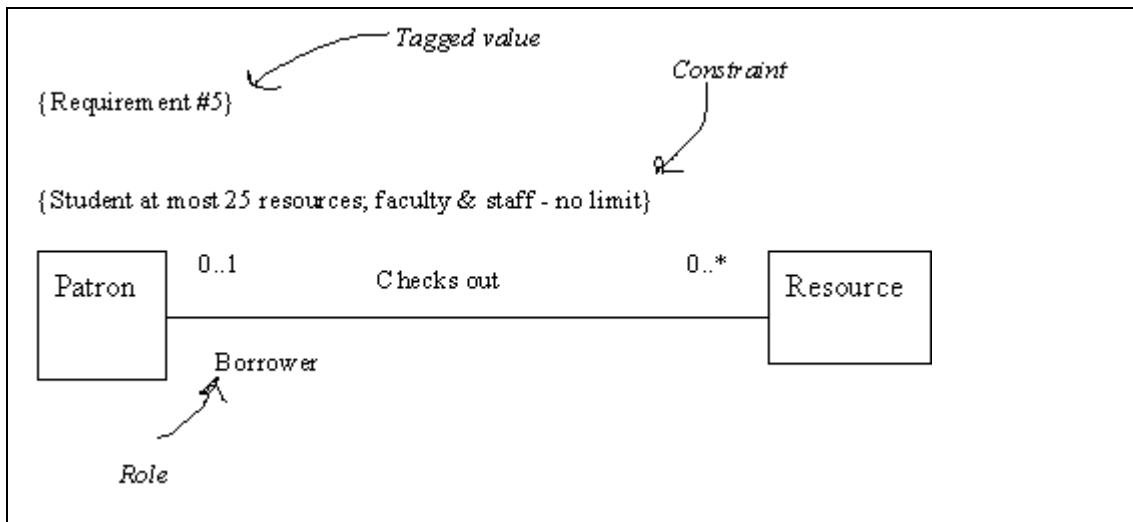 Tagged value
Constraint
{Requirement #5}
{Student at most 25 resources; faculty & staff - no limit}
0..1
0..*
Checks out
Patron
Resource
Borrower
Role